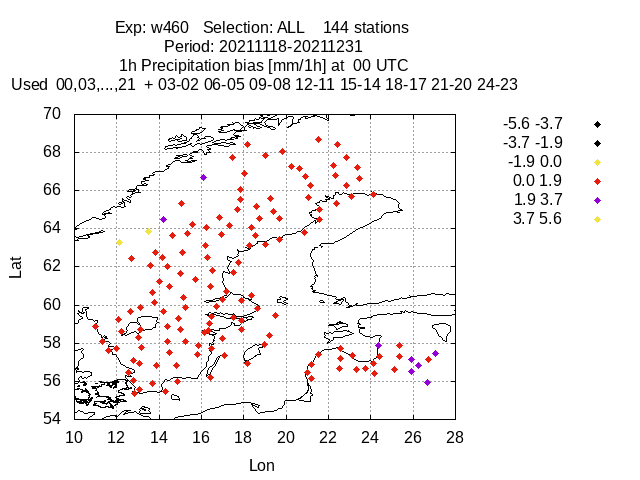 Exp: w460 Selection: ALL 144 stations
Period: 20211118-20211231
1h Precipitation bias [mm/1h] at 00 UTC
Used 00,03,...,21 + 03-02 06-05 09-08 12-11 15-14 18-17 21-20 24-23
70
68
66
64
62
60
58
56
54
Lat
10 12 14 16 18 20 22 24 26 28
Lon
-5.6 -3.7
-3.7 -1.9
-1.9 0.0
0.0 1.9
1.9 3.7
3.7 5.6